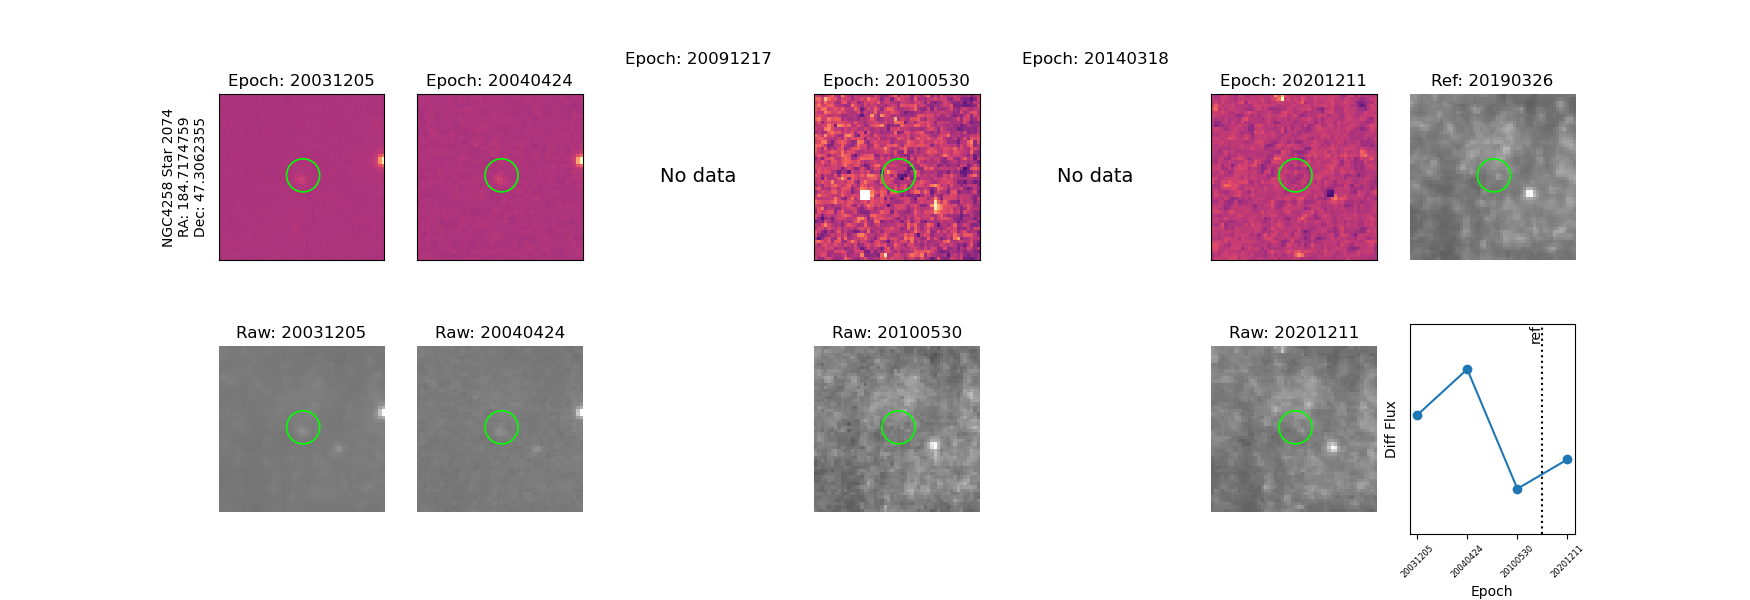 Epoch: 20091217
Epoch: 20140318
Epoch: 20031205
Epoch: 20040424
Epoch: 20100530
Epoch: 20201211
Ref: 20190326
NGC4258 Star 2074
RA: 184.7174759
Dec: 47.3062355
No data
No data
Raw: 20031205
Raw: 20040424
Raw: 20100530
Raw: 20201211
ref
Diff Flux
20031205
20040424
20100530
20201211
Epoch